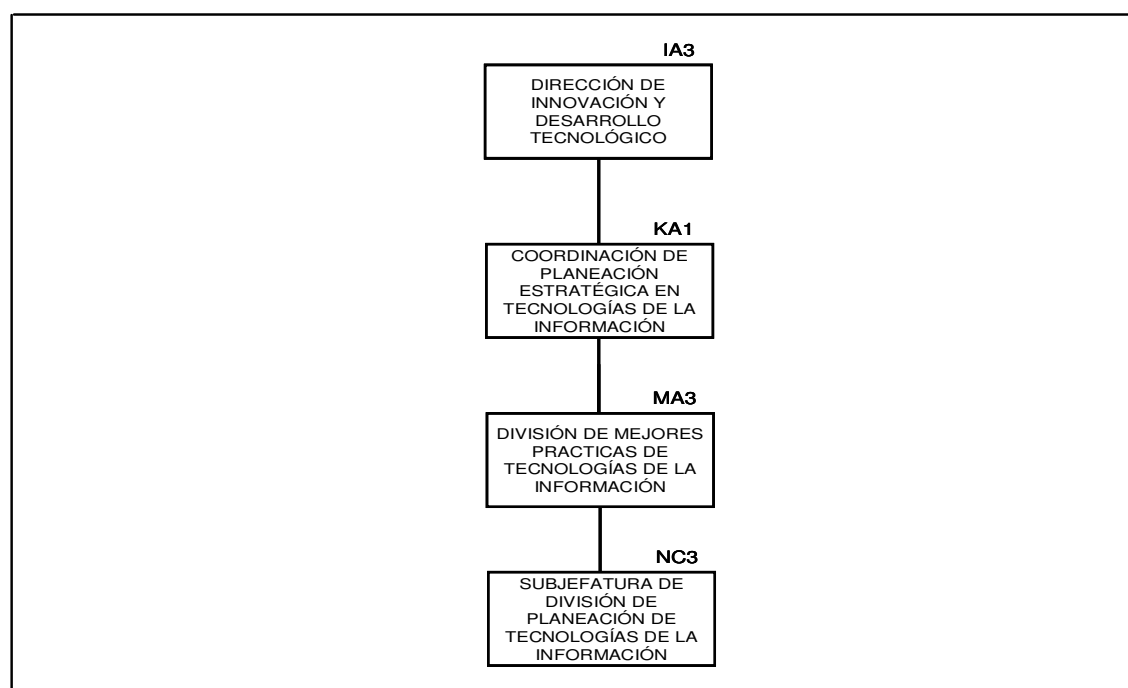 IA3
DIRECCIÓN DE
INNOVACIÓN Y
DESARROLLO
TECNOLÓGICO
KA1
COORDINACIÓN DE
PLANEACIÓN
ESTRATÉGICA EN
TECNOLOGÍAS DE LA
INFORMACIÓN
MA3
DIVISIÓN DE MEJORES
PRACTICAS DE
TECNOLOGÍAS DE LA
INFORMACIÓN
NC3
SUBJEFATURA DE
DIVISIÓN DE
PLANEACIÓN DE
TECNOLOGÍAS DE LA
INFORMACIÓN